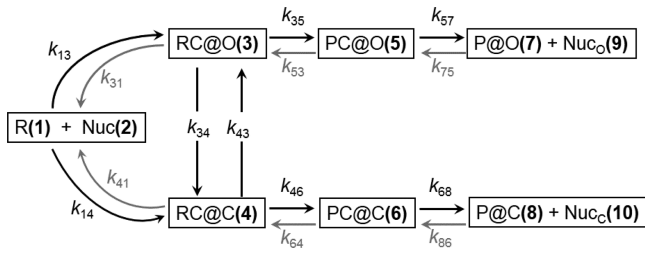 k35 k57
RC@O(3) PC@O(5) P@O(7) + NucO(9)
k13 k53 k75
k31
R(1) + Nuc(2) k34 k43
k41 k46 k68
k14 RC@C(4) PC@C(6) P@C(8) + NucC(10)
k64 k86